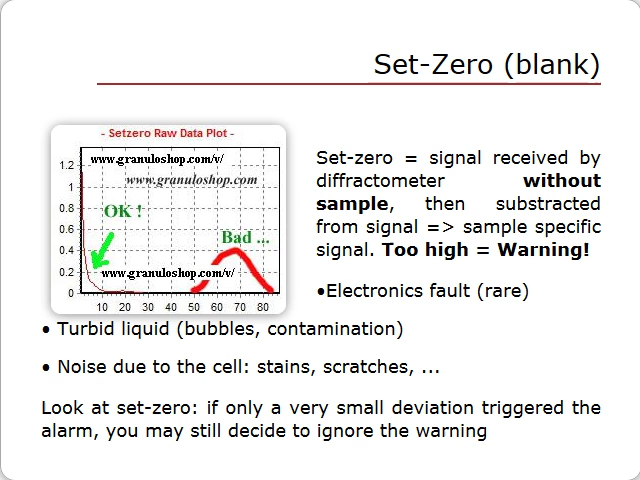 Set-Zero (blank)
- Setzero Raw Data Plot -
www.granuloshop.com/v/
www.granuloshop.com
OK !
Bad ...
www.granuloshop.com/v/
1.2
1
0.8
0.6
0.4
0.2
0
10 20 30 40 50 60 70 80
Set-zero = signal received by
diffractometer without
sample, then substracted
from signal => sample specific
signal. Too high = Warning!
•Electronics fault (rare)
• Turbid liquid (bubbles, contamination)
• Noise due to the cell: stains, scratches, ...
Look at set-zero: if only a very small deviation triggered the
alarm, you may still decide to ignore the warning